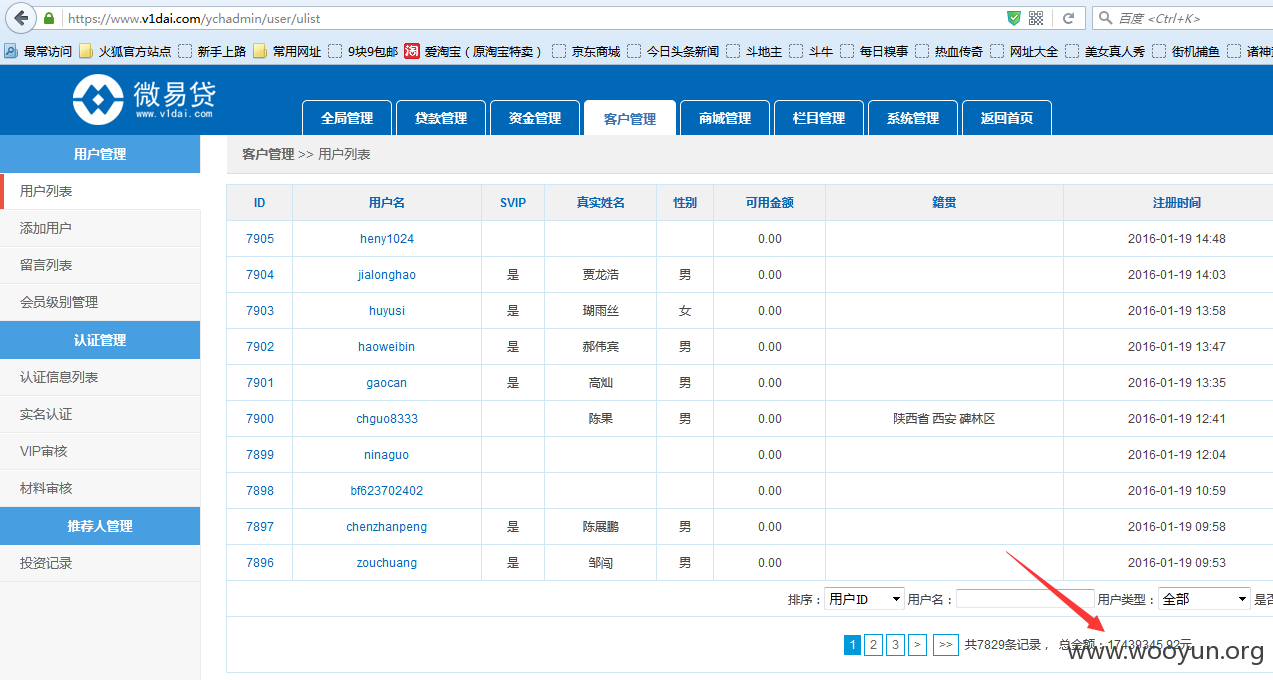 https://www.v1dai.com/ychadmin/user/ulist
百度 <Ctrl+K>
最常访问 火狐官方站点 新手上路 常用网址 9块9包邮 淘 爱淘宝（原淘宝特卖） 京东商城 今日头条新闻 斗地主 斗牛 每日糗事 热血传奇 网址大全 美女真人秀 街机捕鱼 诸神
微易贷
www.v1dai.com
全局管理 贷款管理 资金管理 客户管理 商城管理 栏目管理 系统管理 返回首页
用户管理
用户列表
添加用户
留言列表
会员级别管理
认证管理
认证信息列表
实名认证
VIP审核
材料审核
推荐人管理
投资记录
客户管理 >> 用户列表
ID 用户名 SVIP 真实姓名 性别 可用金额 籍贯 注册时间
7905 heny1024 0.00 2016-01-19 14:48
7904 jialonghao 是 贾龙浩 男 0.00 2016-01-19 14:03
7903 huyusi 是 瑚雨丝 女 0.00 2016-01-19 13:58
7902 haoweibin 是 郝伟宾 男 0.00 2016-01-19 13:47
7901 gaocan 是 高灿 男 0.00 2016-01-19 13:35
7900 chguo8333 陈果 男 0.00 陕西省 西安 碑林区 2016-01-19 12:41
7899 ninaguo 0.00 2016-01-19 12:04
7898 bf623702402 0.00 2016-01-19 10:59
7897 chenzhanpeng 是 陈展鹏 男 0.00 2016-01-19 09:58
7896 zouchuang 是 邹闯 男 0.00 2016-01-19 09:53
排序： 用户ID 用户名： 用户类型： 全部 是否
1 2 3 > >> 共7829条记录， 总金额：17439345.92元
www.wooyun.org